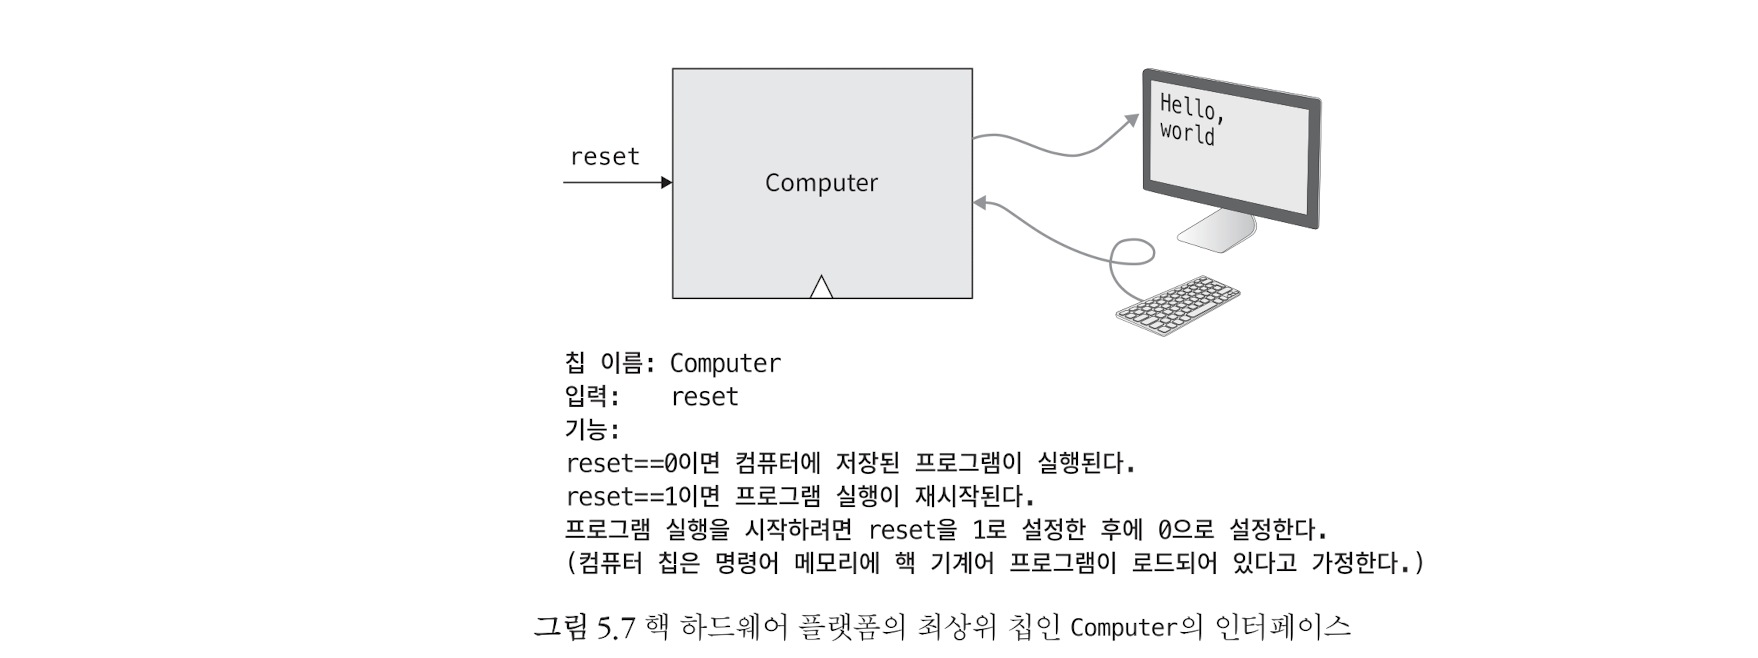 reset
Computer
Hello,
world
칩 이름: Computer
입력: reset
기능:
reset==0이면 컴퓨터에 저장된 프로그램이 실행된다.
reset==1이면 프로그램 실행이 재시작된다.
프로그램 실행을 시작하려면 reset을 1로 설정한 후에 0으로 설정한다.
(컴퓨터 칩은 명령어 메모리에 핵 기계어 프로그램이 로드되어 있다고 가정한다.)
그림 5.7 핵 하드웨어 플랫폼의 최상위 칩인 Computer의 인터페이스